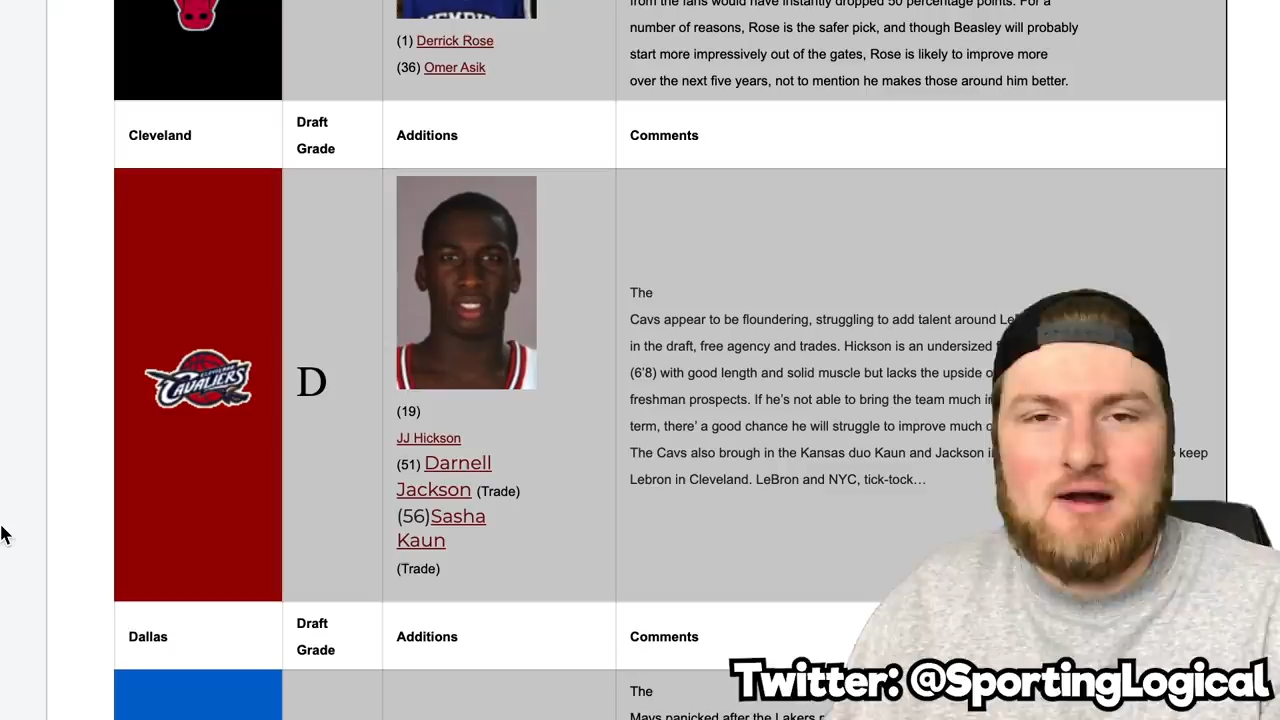 from the fans would have instantly dropped 50 percentage points. For a
number of reasons, Rose is the safer pick, and though Beasley will probably
start more impressively out of the gates, Rose is likely to improve more
over the next five years, not to mention he makes those around him better.
(1) Derrick Rose
(36) Omer Asik
Cleveland
Draft
Grade
Additions
Comments
CAVALIERS
D
(19)
JJ Hickson
(51) Darnell
Jackson (Trade)
(56)Sasha
Kaun
(Trade)
The
Cavs appear to be floundering, struggling to add talent around
in the draft, free agency and trades. Hickson is an undersized
(6'8) with good length and solid muscle but lacks the upside
freshman prospects. If he's not able to bring the team much
term, there' a good chance he will struggle to improve much
The Cavs also brough in the Kansas duo Kaun and Jackson keep
Lebron in Cleveland. LeBron and NYC, tick-tock…
Dallas
Draft
Grade
Additions
Comments
The
Mavs panicked after the Lakers
Twitter: @SportingLogical